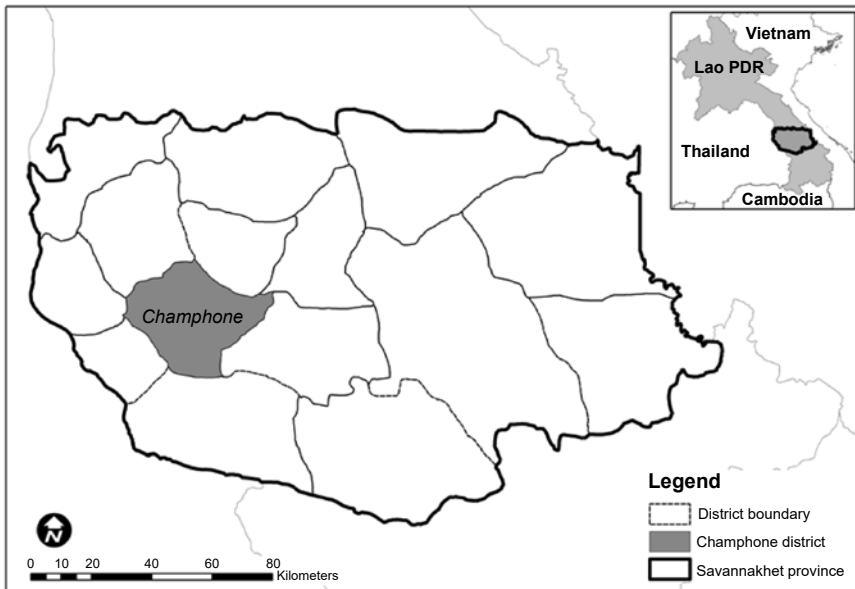 Vietnam
Lao PDR
Thailand
Cambodia
Champhone
Legend
District boundary
Champhone district
Savannakhet province
N
0 10 20 40 60 80
Kilometers